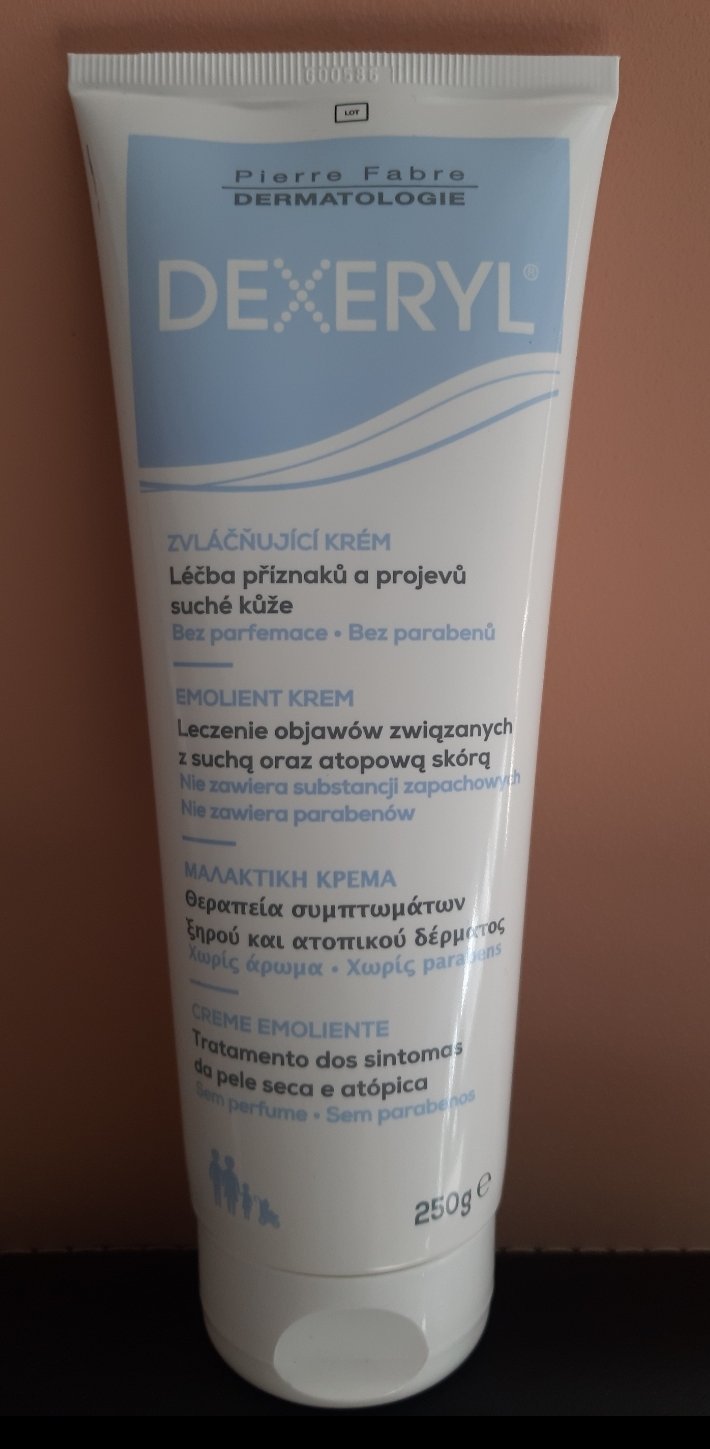 600586
LOT
Pierre Fabre
DERMATOLOGIE
DEXERYL®
ZVLÁČŇUJÍCÍ KRÉM
Léčba příznaků a projevů
suché kůže
Bez parfemace • Bez parabenů
EMOLIENT KREM
Leczenie objawów związanych
z suchą oraz atopową skórą
Nie zawiera substancji zapachowych
Nie zawiera parabenów
ΜΑΛΑΚΤΙΚΗ ΚΡΕΜΑ
Θεραπεία συμπτωμάτων
ξηρού και ατοπικού δέρματος
Χωρίς άρωμα • Χωρίς parabens
CREME EMOLIENTE
Tratamento dos sintomas
da pele seca e atópica
Sem perfume • Sem parabenos
250g ℮